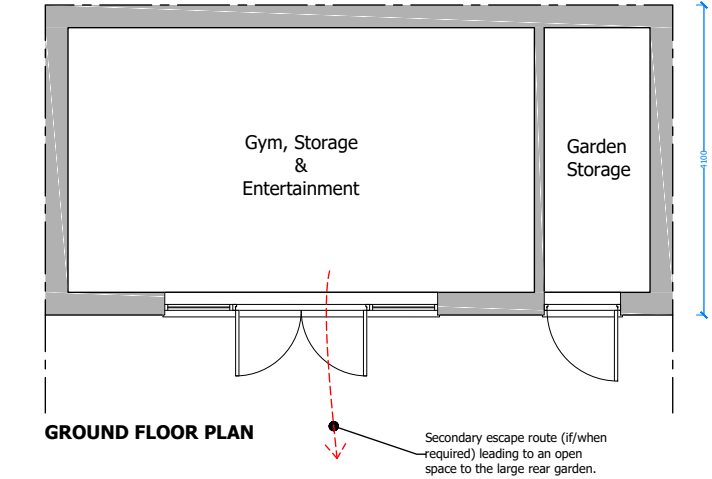 Gym, Storage
&
Entertainment
Garden
Storage
4100
GROUND FLOOR PLAN
Secondary escape route (if/when
required) leading to an open
space to the large rear garden.